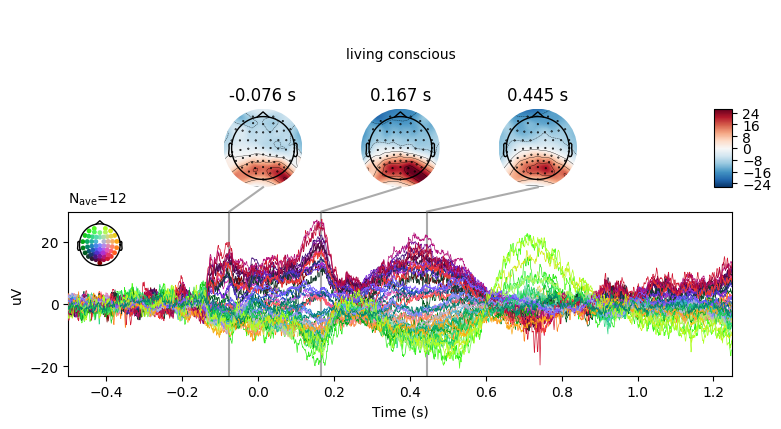 living conscious
-0.076 s 0.167 s 0.445 s
24
16
8
0
−8
−16
−24
Nave=12
20
0
−20
uV
−0.4 −0.2 0.0 0.2 0.4 0.6 0.8 1.0 1.2
Time (s)